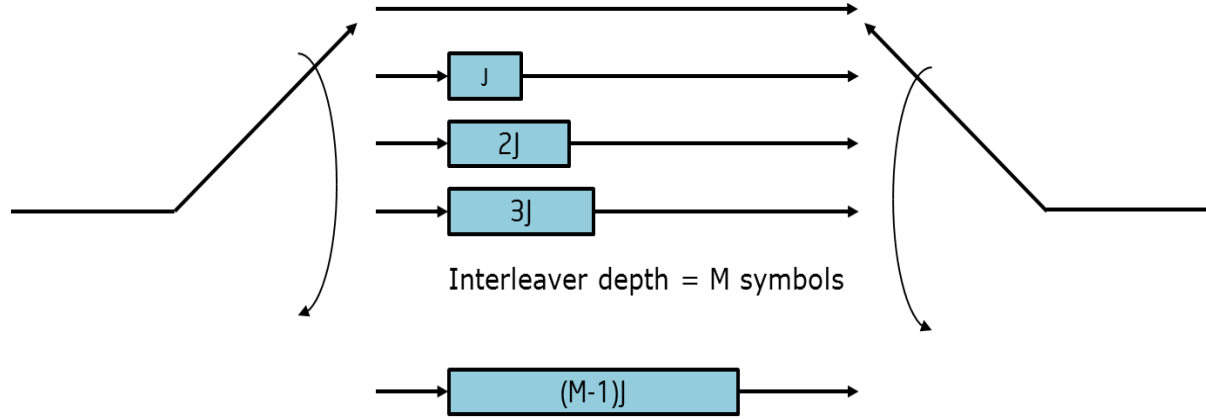 J
2J
3J
Interleaver depth = M symbols
(M-1)J